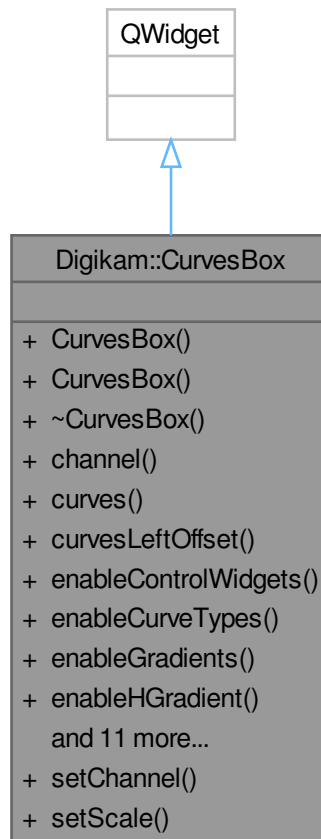 QWidget
Digikam::CurvesBox
+ CurvesBox()
+ CurvesBox()
+ ~CurvesBox()
+ channel()
+ curves()
+ curvesLeftOffset()
+ enableControlWidgets()
+ enableCurveTypes()
+ enableGradients()
+ enableHGradient()
and 11 more...
+ setChannel()
+ setScale()